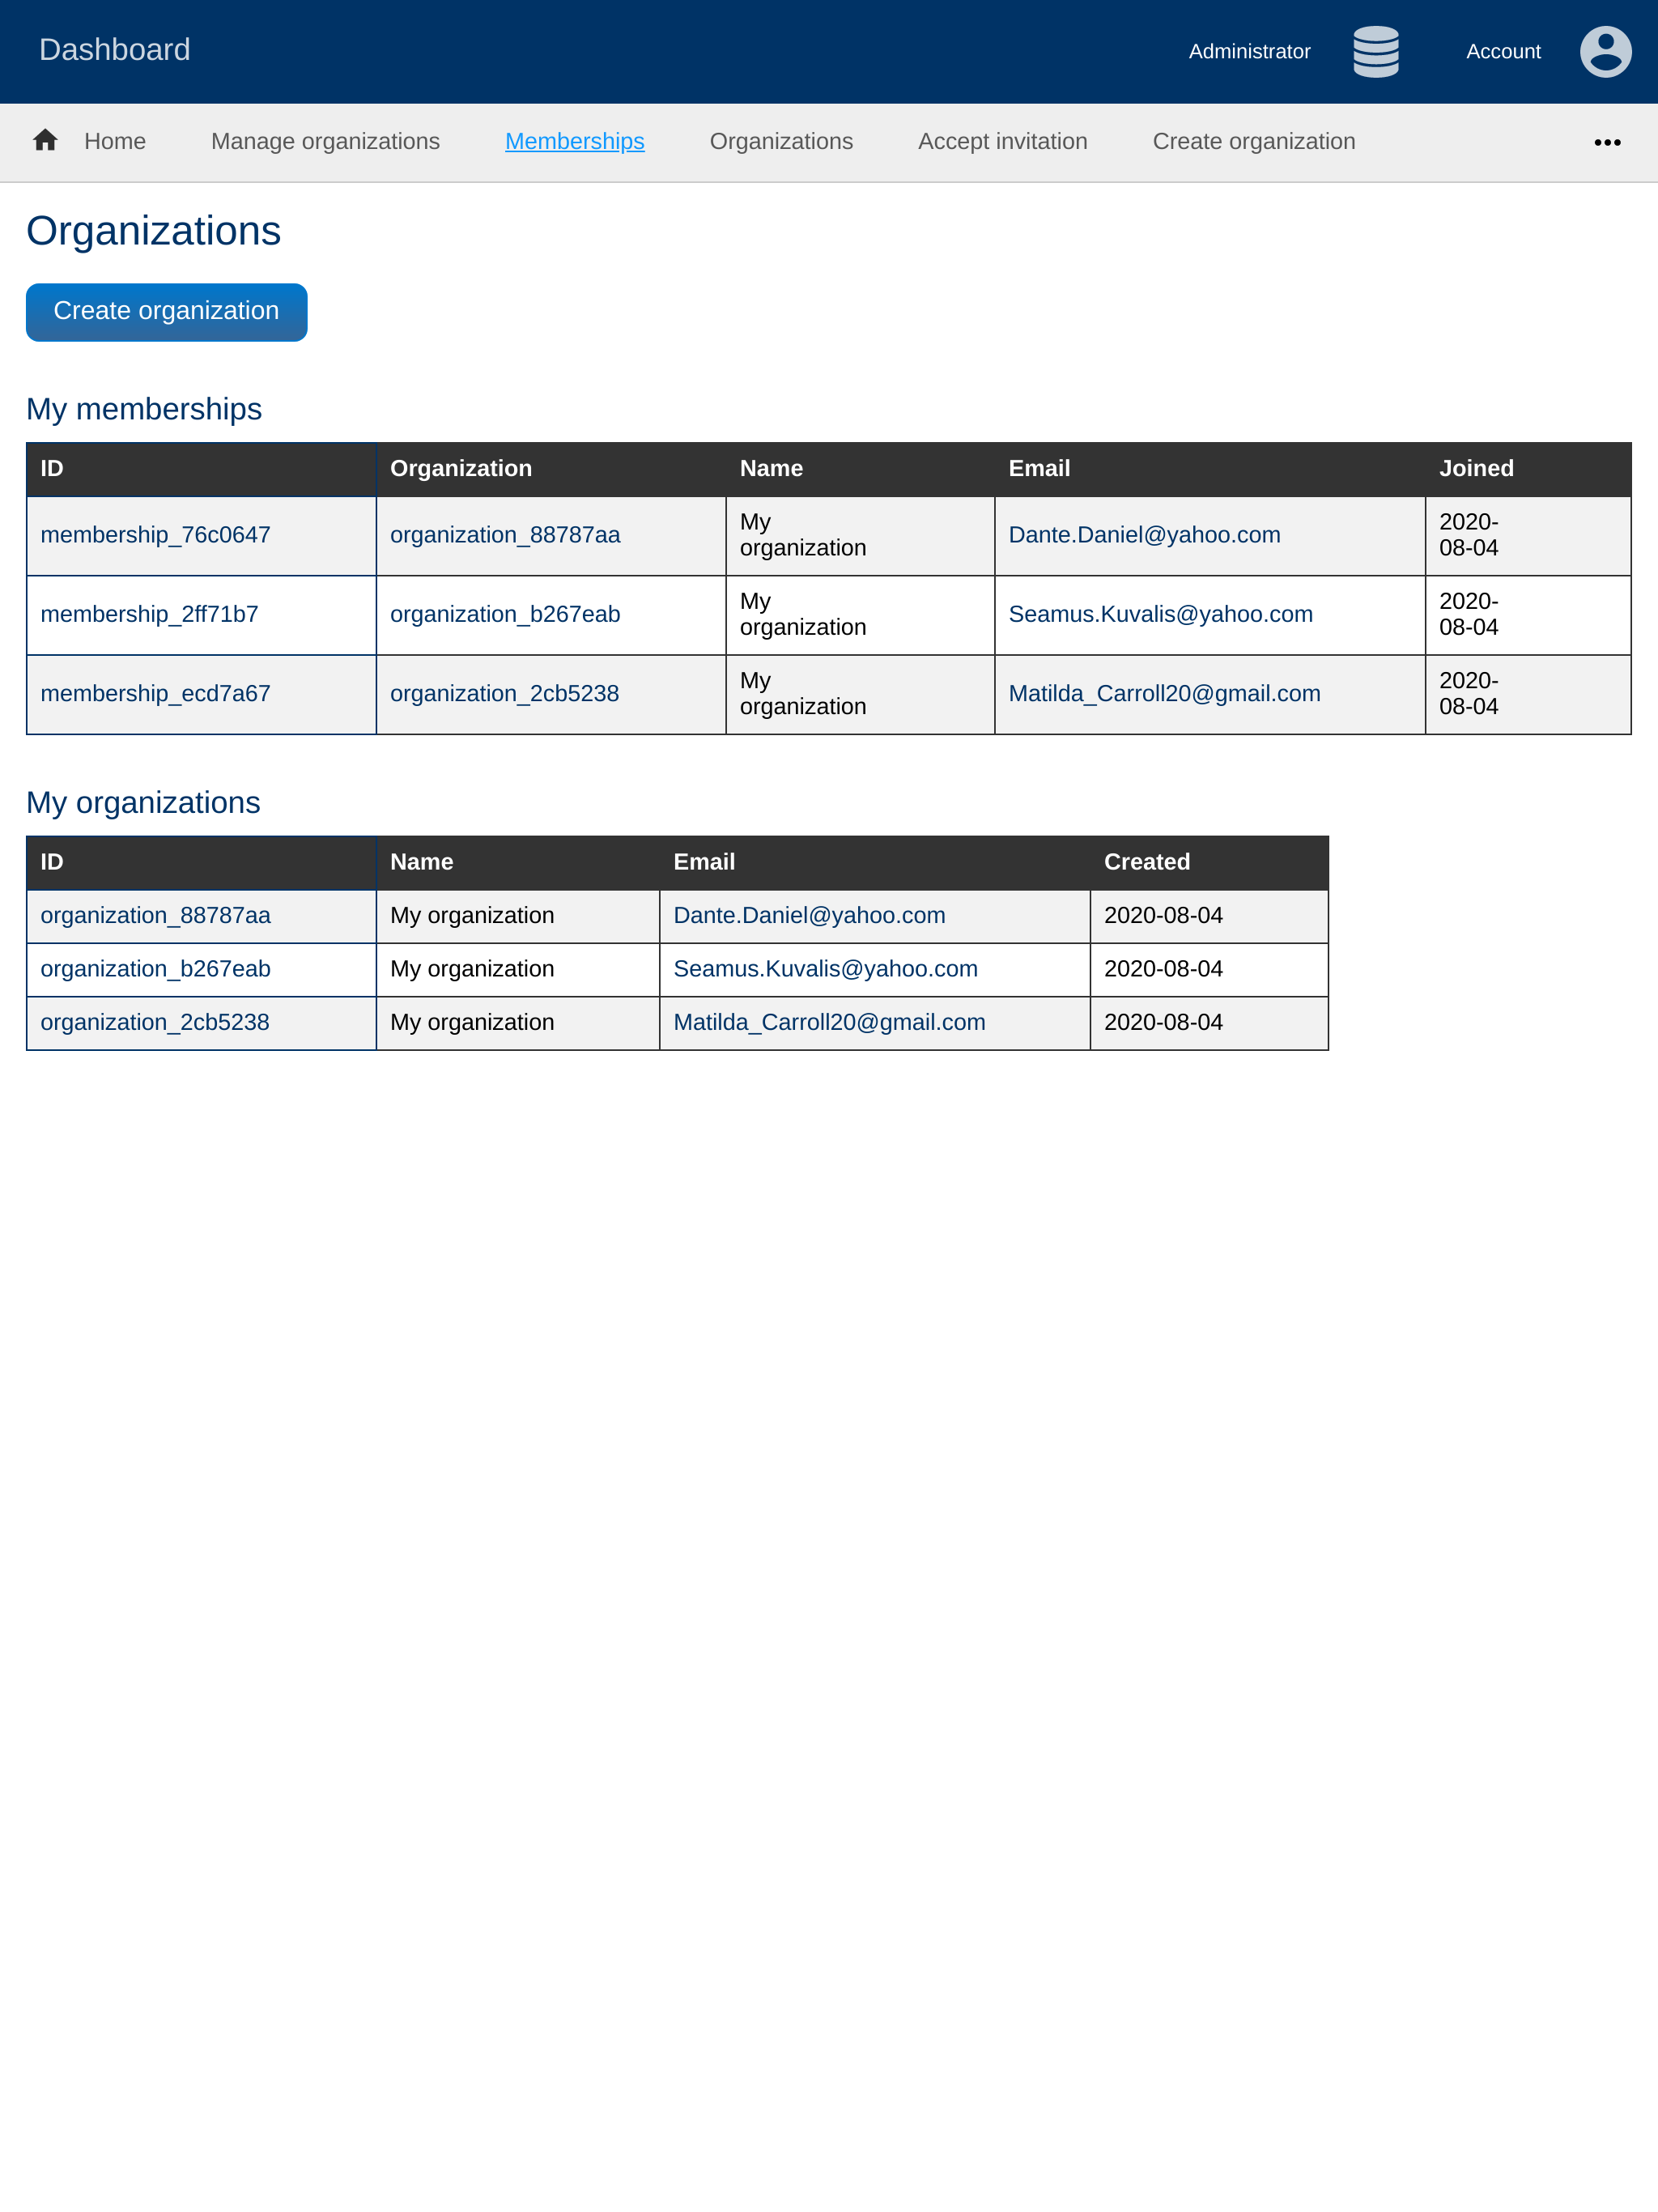 Dashboard Administrator Account
Home Manage organizations Memberships Organizations Accept invitation Create organization
Organizations
Create organization
My memberships
ID Organization Name Email Joined
membership_76c0647 organization_88787aa My organization Dante.Daniel@yahoo.com 2020-08-04
membership_2ff71b7 organization_b267eab My organization Seamus.Kuvalis@yahoo.com 2020-08-04
membership_ecd7a67 organization_2cb5238 My organization Matilda_Carroll20@gmail.com 2020-08-04
My organizations
ID Name Email Created
organization_88787aa My organization Dante.Daniel@yahoo.com 2020-08-04
organization_b267eab My organization Seamus.Kuvalis@yahoo.com 2020-08-04
organization_2cb5238 My organization Matilda_Carroll20@gmail.com 2020-08-04